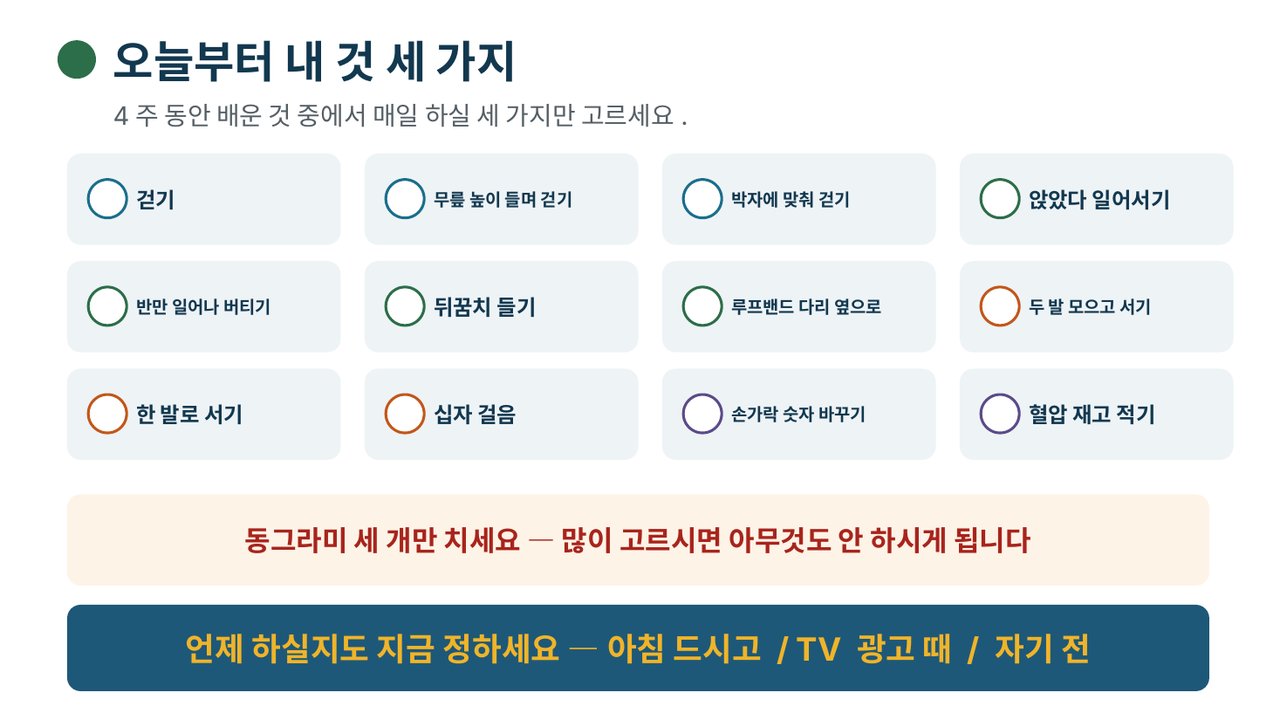 오늘부터 내 것 세 가지
4 주 동안 배운 것 중에서 매일 하실 세 가지만 고르세요 .
걷기
무릎 높이 들며 걷기
박자에 맞춰 걷기
앉았다 일어서기
반만 일어나 버티기
뒤꿈치 들기
루프밴드 다리 옆으로
두 발 모으고 서기
한 발로 서기
십자 걸음
손가락 숫자 바꾸기
혈압 재고 적기
동그라미 세 개만 치세요 — 많이 고르시면 아무것도 안 하시게 됩니다
언제 하실지도 지금 정하세요 — 아침 드시고 / TV 광고 때 / 자기 전